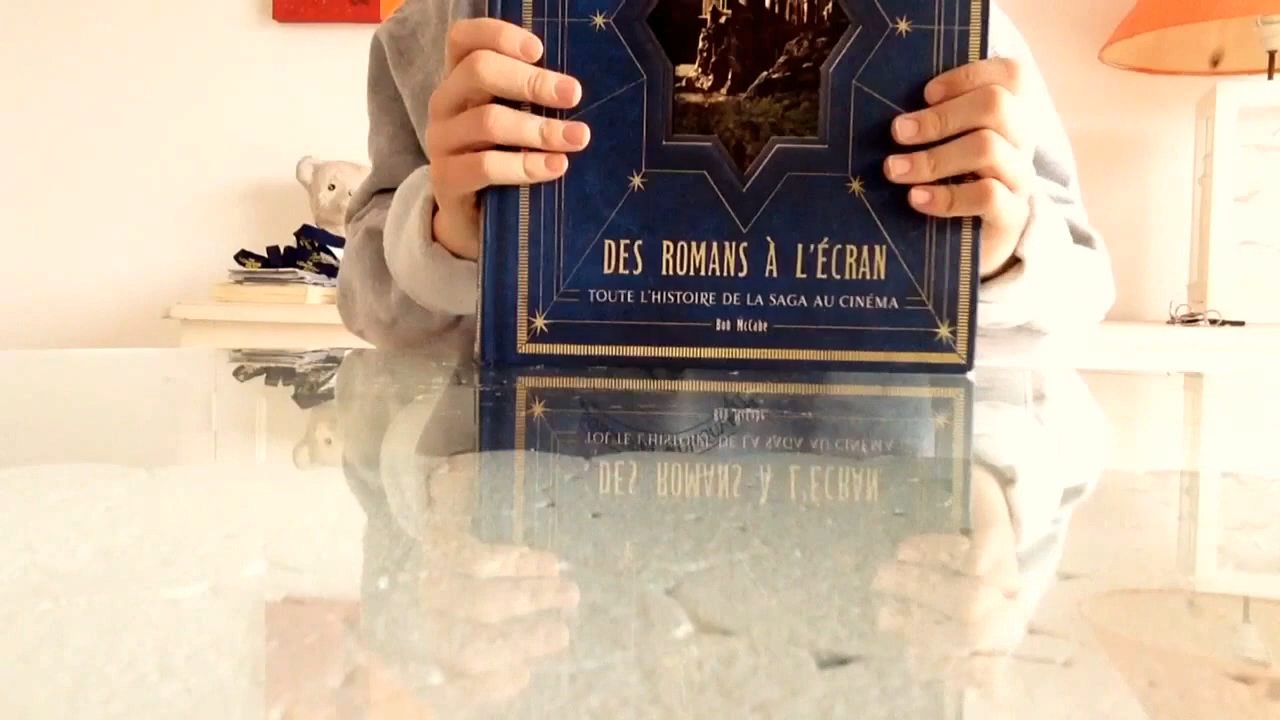 DES ROMANS À L'ÉCRAN
TOUTE L'HISTOIRE DE LA SAGA AU CINÉMA
Bob McCabe